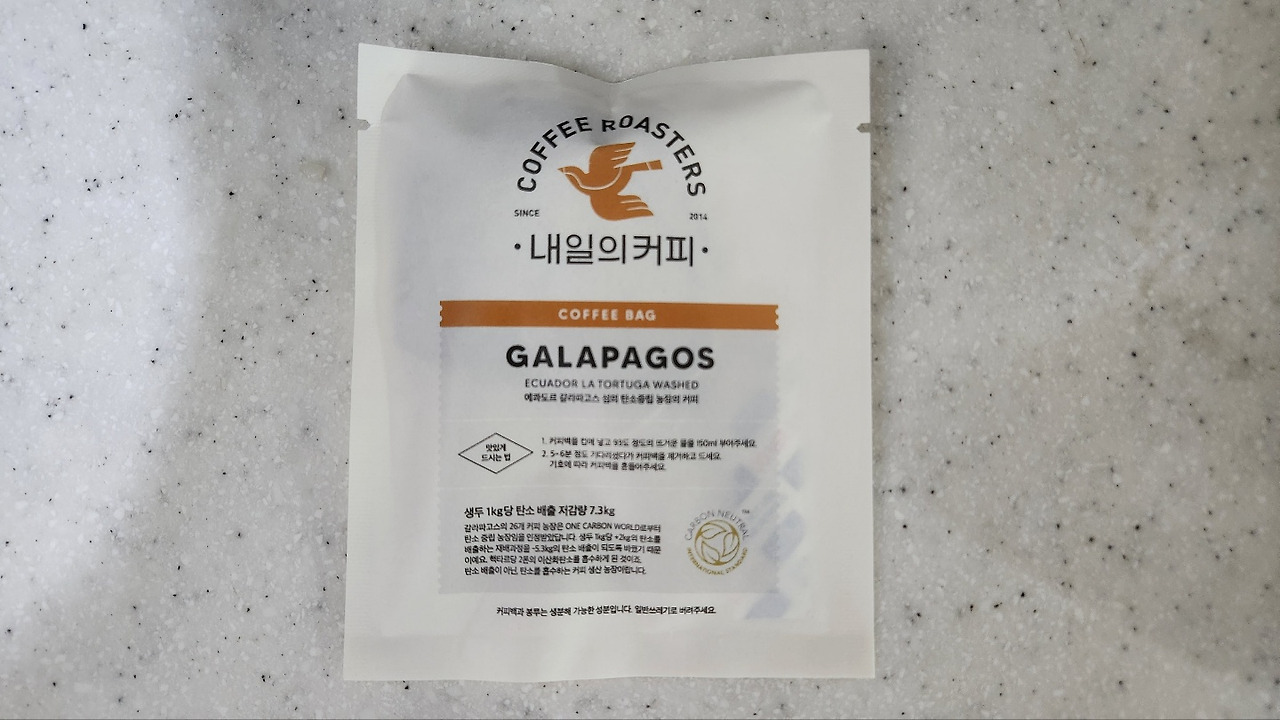 COFFEE ROASTERS
SINCE 2014
·내일의커피·
COFFEE BAG
GALAPAGOS
ECUADOR LA TORTUGA WASHED
에콰도르 갈라파고스 섬의 탄소중립 농장의 커피
맛있게
드시는 법
1. 커피백을 컵에 넣고 93도 정도의 뜨거운 물을 150ml 부어주세요.
2. 5-6분 정도 기다리셨다가 커피백을 제거하고 드세요.
기호에 따라 커피백을 흔들어주세요.
생두 1kg당 탄소 배출 저감량 7.3kg
갈라파고스의 26개 커피 농장은 ONE CARBON WORLD로부터
탄소 중립 농장임을 인정받았답니다. 생두 1kg당 +2kg의 탄소를
배출하는 재배과정을 -5.3kg의 탄소 배출이 되도록 바꿨기 때문
이에요. 헥타르당 2톤의 이산화탄소를 흡수하게 된 것이죠.
탄소 배출이 아닌, 탄소를 흡수하는 커피 생산 농장이랍니다.
CARBON NEUTRAL
TM
INTERNATIONAL STANDARD
커피백과 봉투는 생분해 가능한 성분입니다. 일반쓰레기로 버려주세요.